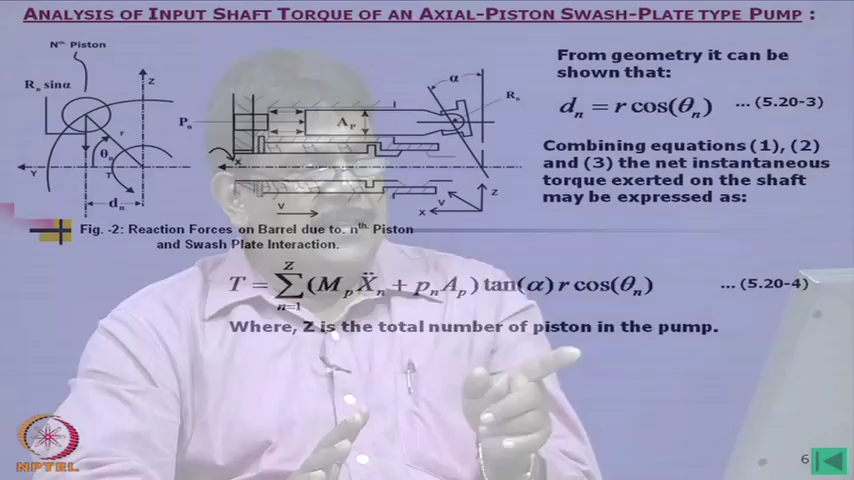 ANALYSIS OF INPUT SHAFT TORQUE OF AN AXIAL-PISTON SWASH-PLATE TYPE PUMP :
Nᵗʰ Piston
Rₙ sinα
Z
r
θₙ
Y
T
dₙ
Pₙ
Aₚ
α
Rₙ
x
V
V
Z
X
From geometry it can be
shown that:
dₙ = r cos(θₙ) ... (5.20-3)
Combining equations (1), (2)
and (3) the net instantaneous
torque exerted on the shaft
may be expressed as:
Fig. -2: Reaction Forces on Barrel due to. nᵗʰ. Piston
and Swash Plate Interaction.
T = Σ_{n=1}^{Z} (Mₚ Ẍₙ + pₙ Aₚ) tan(α) r cos(θₙ) ... (5.20-4)
Where, Z is the total number of piston in the pump.
NPTEL
6